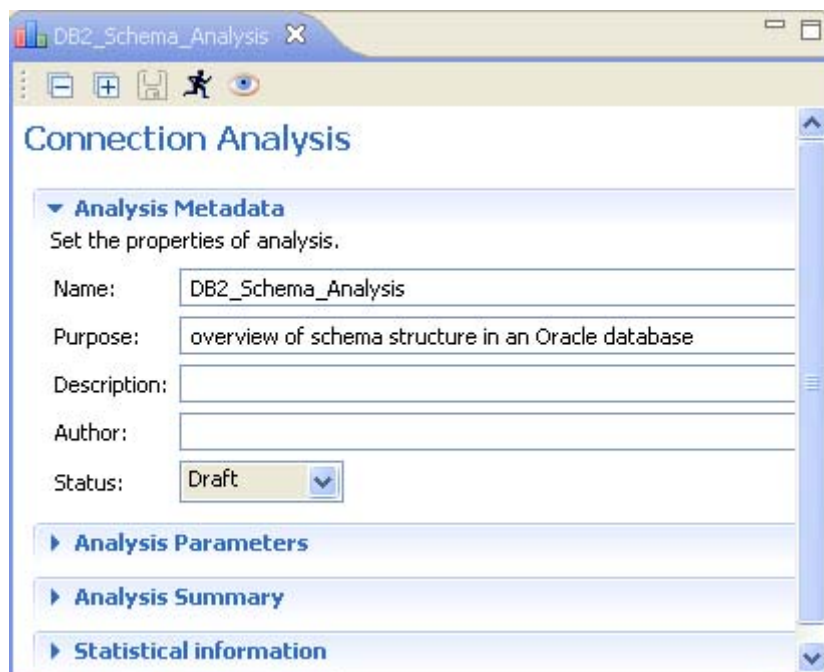 DB2_Schema_Analysis
Connection Analysis
Analysis Metadata
Set the properties of analysis.
Name: DB2_Schema_Analysis
Purpose: overview of schema structure in an Oracle database
Description:
Author:
Status: Draft
Analysis Parameters
Analysis Summary
Statistical information